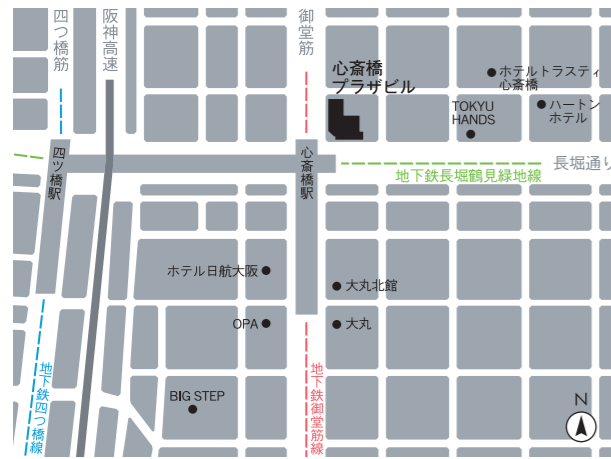 四つ橋筋
阪神高速
御堂筋
心斎橋
プラザビル
ホテルトラスティ
心斎橋
TOKYU
HANDS
ハートン
ホテル
四ツ橋駅
心斎橋駅
長堀通り
地下鉄長堀鶴見緑地線
ホテル日航大阪
大丸北館
OPA
大丸
地下鉄四つ橋線
地下鉄御堂筋線
BIG STEP
N